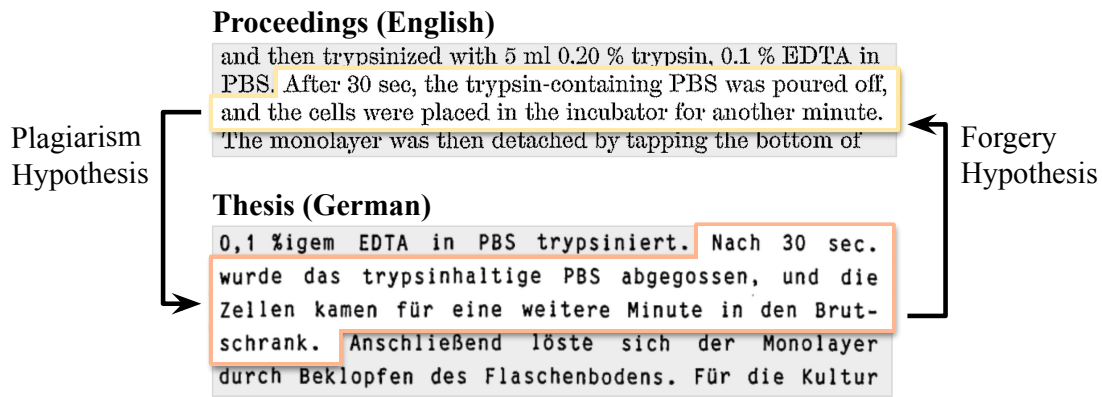 Proceedings (English)
and then trypsinized with 5 ml 0.20 % trypsin, 0.1 % EDTA in
PBS. After 30 sec, the trypsin-containing PBS was poured off,
and the cells were placed in the incubator for another minute.
The monolayer was then detached by tapping the bottom of
Plagiarism
Hypothesis
Forgery
Hypothesis
Thesis (German)
0,1 %igem EDTA in PBS trypsiniert. Nach 30 sec.
wurde das trypsinhaltige PBS abgegossen, und die
Zellen kamen für eine weitere Minute in den Brut-
schrank. Anschließend löste sich der Monolayer
durch Beklopfen des Flaschenbodens. Für die Kultur